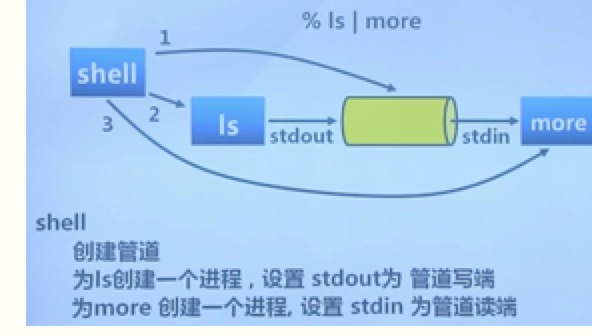 % ls | more
1
shell
2
3
ls
stdout
stdin
more
shell
创建管道
为ls创建一个进程，设置 stdout为 管道写端
为more 创建一个进程, 设置 stdin 为管道读端